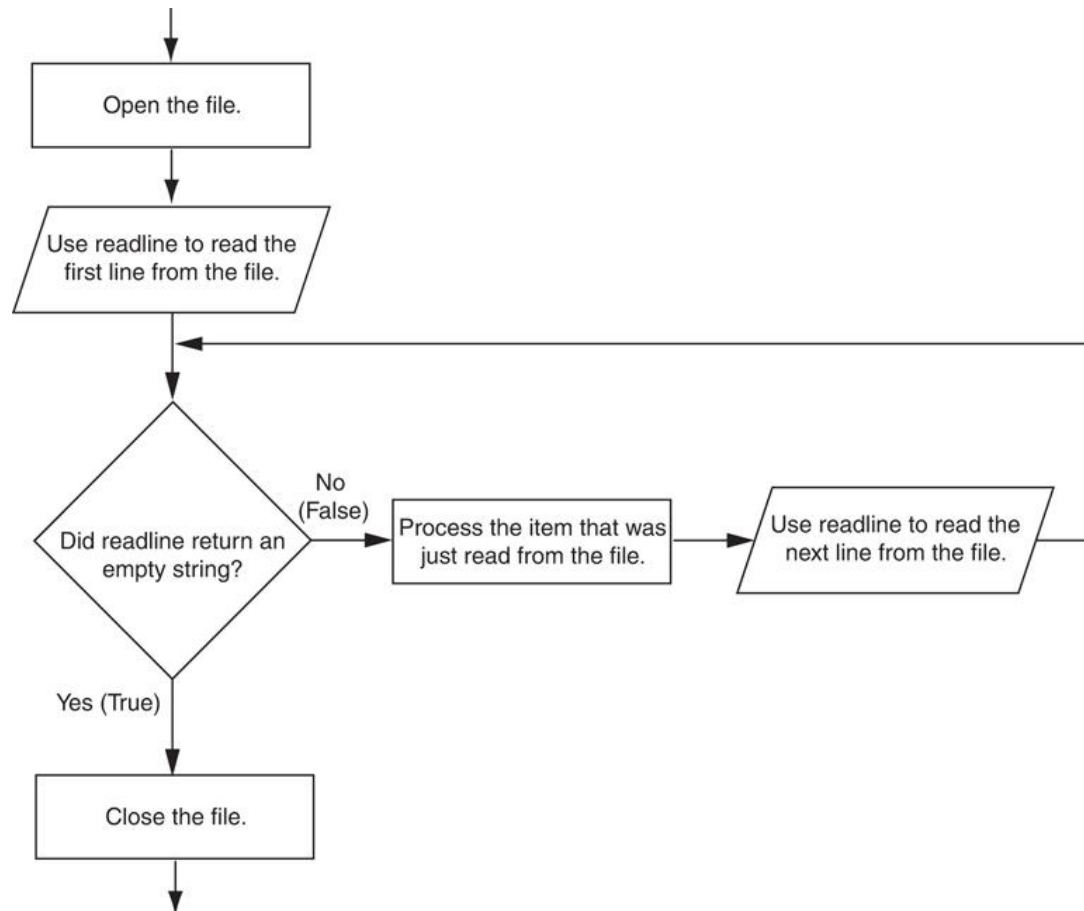 Open the file.
Use readline to read the
first line from the file.
No
(False)
Did readline return an
empty string?
Process the item that was
just read from the file.
Use readline to read the
next line from the file.
Yes (True)
Close the file.